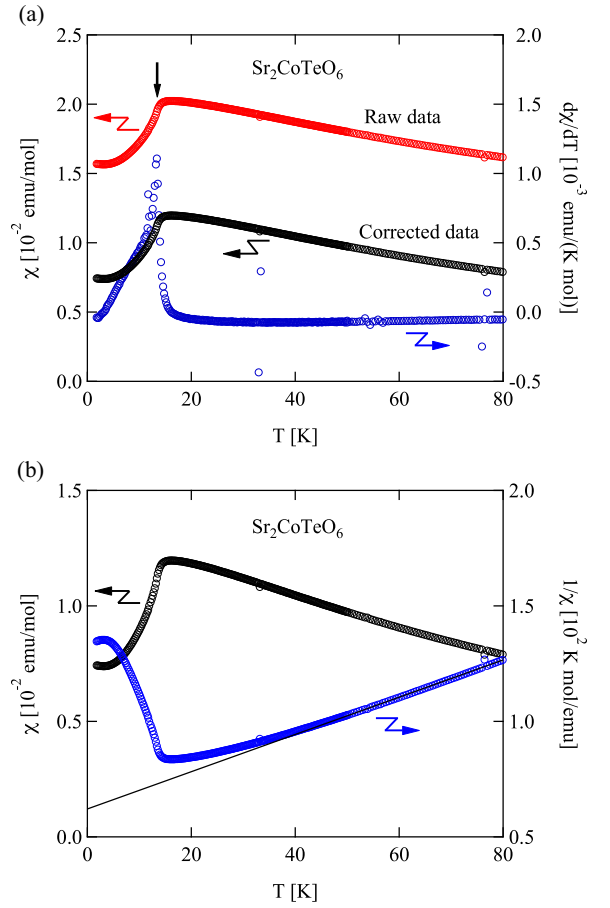 (a)
Sr₂CoTeO₆
Raw data
Corrected data
χ [10⁻² emu/mol]
2.5
2.0
1.5
1.0
0.5
0.0
dχ/dT [10⁻³ emu/(K mol)]
2.0
1.5
1.0
0.5
0.0
-0.5
0
20
40
60
80
T [K]
(b)
Sr₂CoTeO₆
χ [10⁻² emu/mol]
1.5
1.0
0.5
0.0
1/χ [10² K mol/emu]
2.0
1.5
1.0
0.5
0
20
40
60
80
T [K]